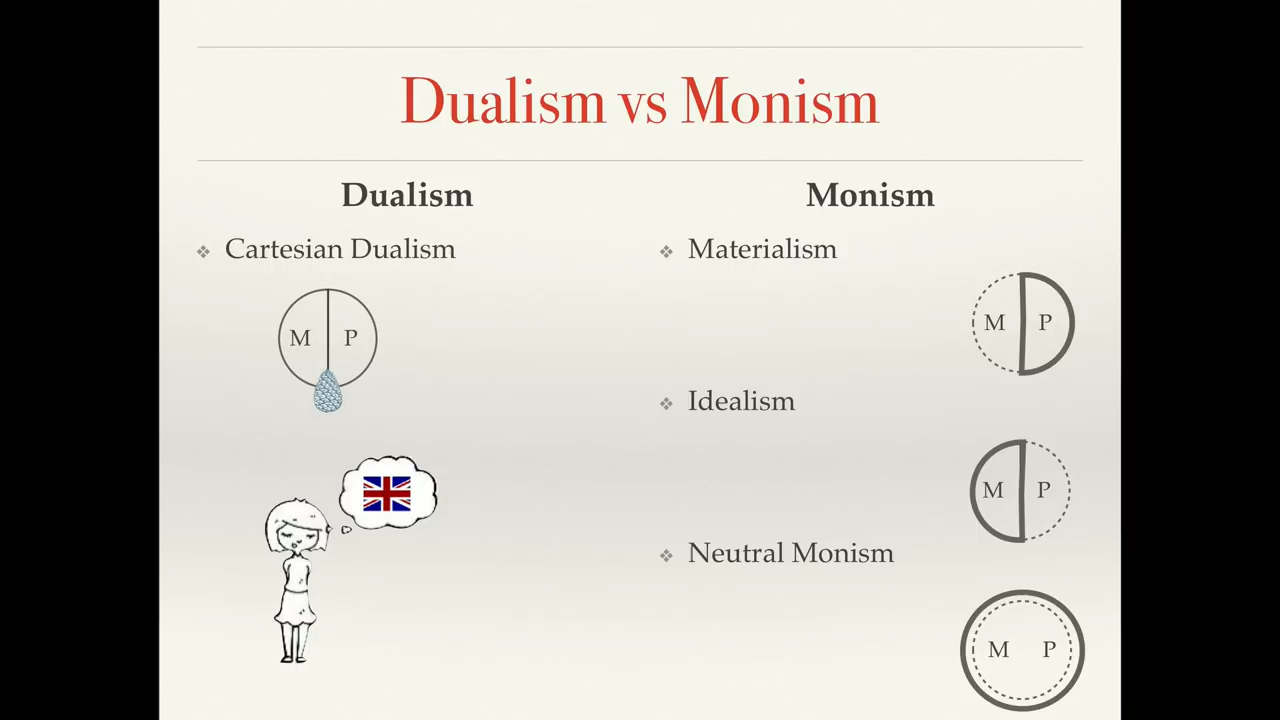 Dualism vs Monism
Dualism
Cartesian Dualism
M P
Monism
Materialism
M P
Idealism
M P
Neutral Monism
M P